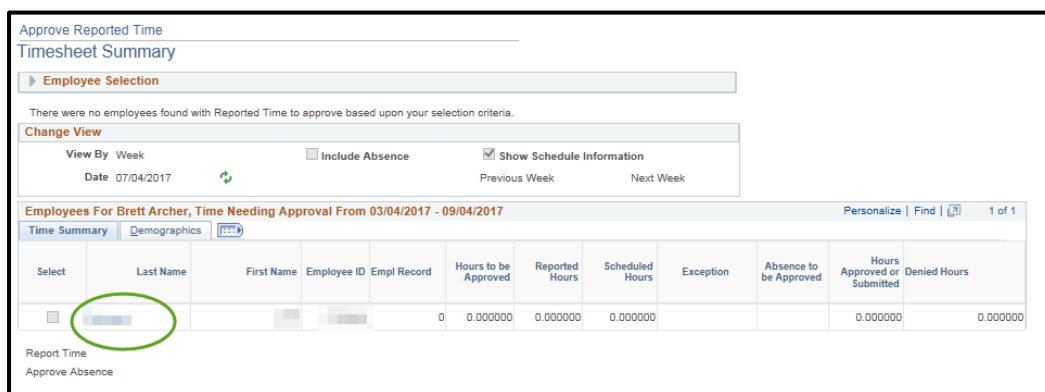 Approve Reported Time
Timesheet Summary
Employee Selection
There were no employees found with Reported Time to approve based upon your selection criteria.
Change View
View By Week Include Absence Show Schedule Information
Date 07/04/2017 Previous Week Next Week
Employees For Brett Archer, Time Needing Approval From 03/04/2017 - 09/04/2017 Personalize | Find | 1 of 1
Time Summary Demographics
Select Last Name First Name Employee ID Empl Record Hours to be Approved Reported Hours Scheduled Hours Exception Absence to be Approved Hours Approved or Submitted Denied Hours
0 0.000000 0.000000 0.000000 0.000000 0.000000
Report Time
Approve Absence